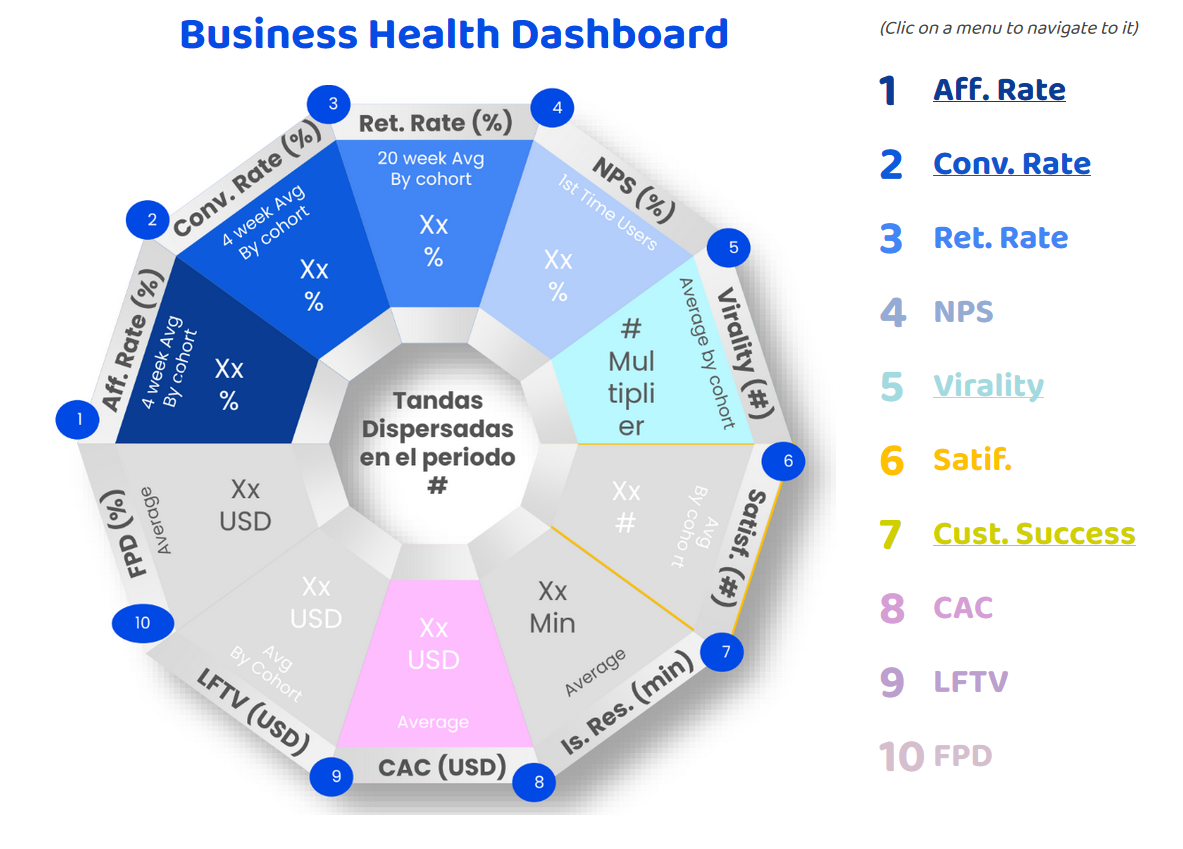 Business Health Dashboard
(Clic on a menu to navigate to it)
1 Aff. Rate
2 Conv. Rate
3 Ret. Rate
4 NPS
5 Virality
6 Satif.
7 Cust. Success
8 CAC
9 LFTV
10 FPD
1
Aff. Rate (%)
4 week Avg
By cohort
Xx
%
2
Conv. Rate (%)
4 week Avg
By cohort
Xx
%
3
Ret. Rate (%)
20 week Avg
By cohort
Xx
%
4
NPS (%)
1st Time Users
Xx
%
5
Virality (#)
Average by cohort
#
Mul
tipli
er
6
Satisf. (#)
Avg
By coho rt
Xx
#
7
Is. Res. (min)
Average
Xx
Min
8
CAC (USD)
Average
Xx
USD
9
LFTV (USD)
Avg
By Cohort
Xx
USD
10
FPD (%)
Average
Xx
USD
Tandas
Dispersadas
en el periodo
#